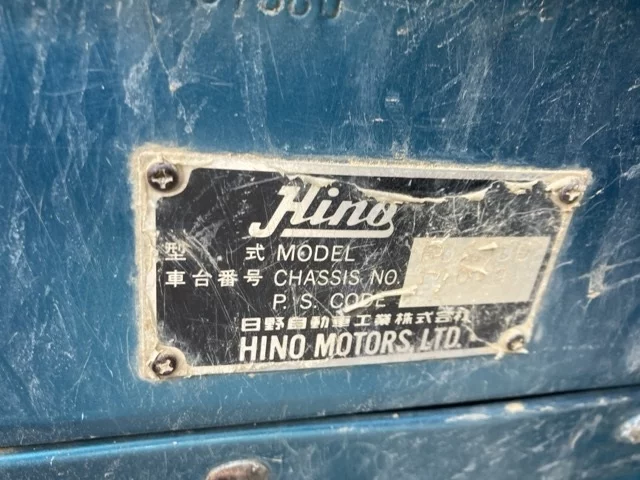 Hino
型 式 MODEL
車台番号 CHASSIS NO.
P. S. CODE
日野自動車工業株式会社
HINO MOTORS, LTD.